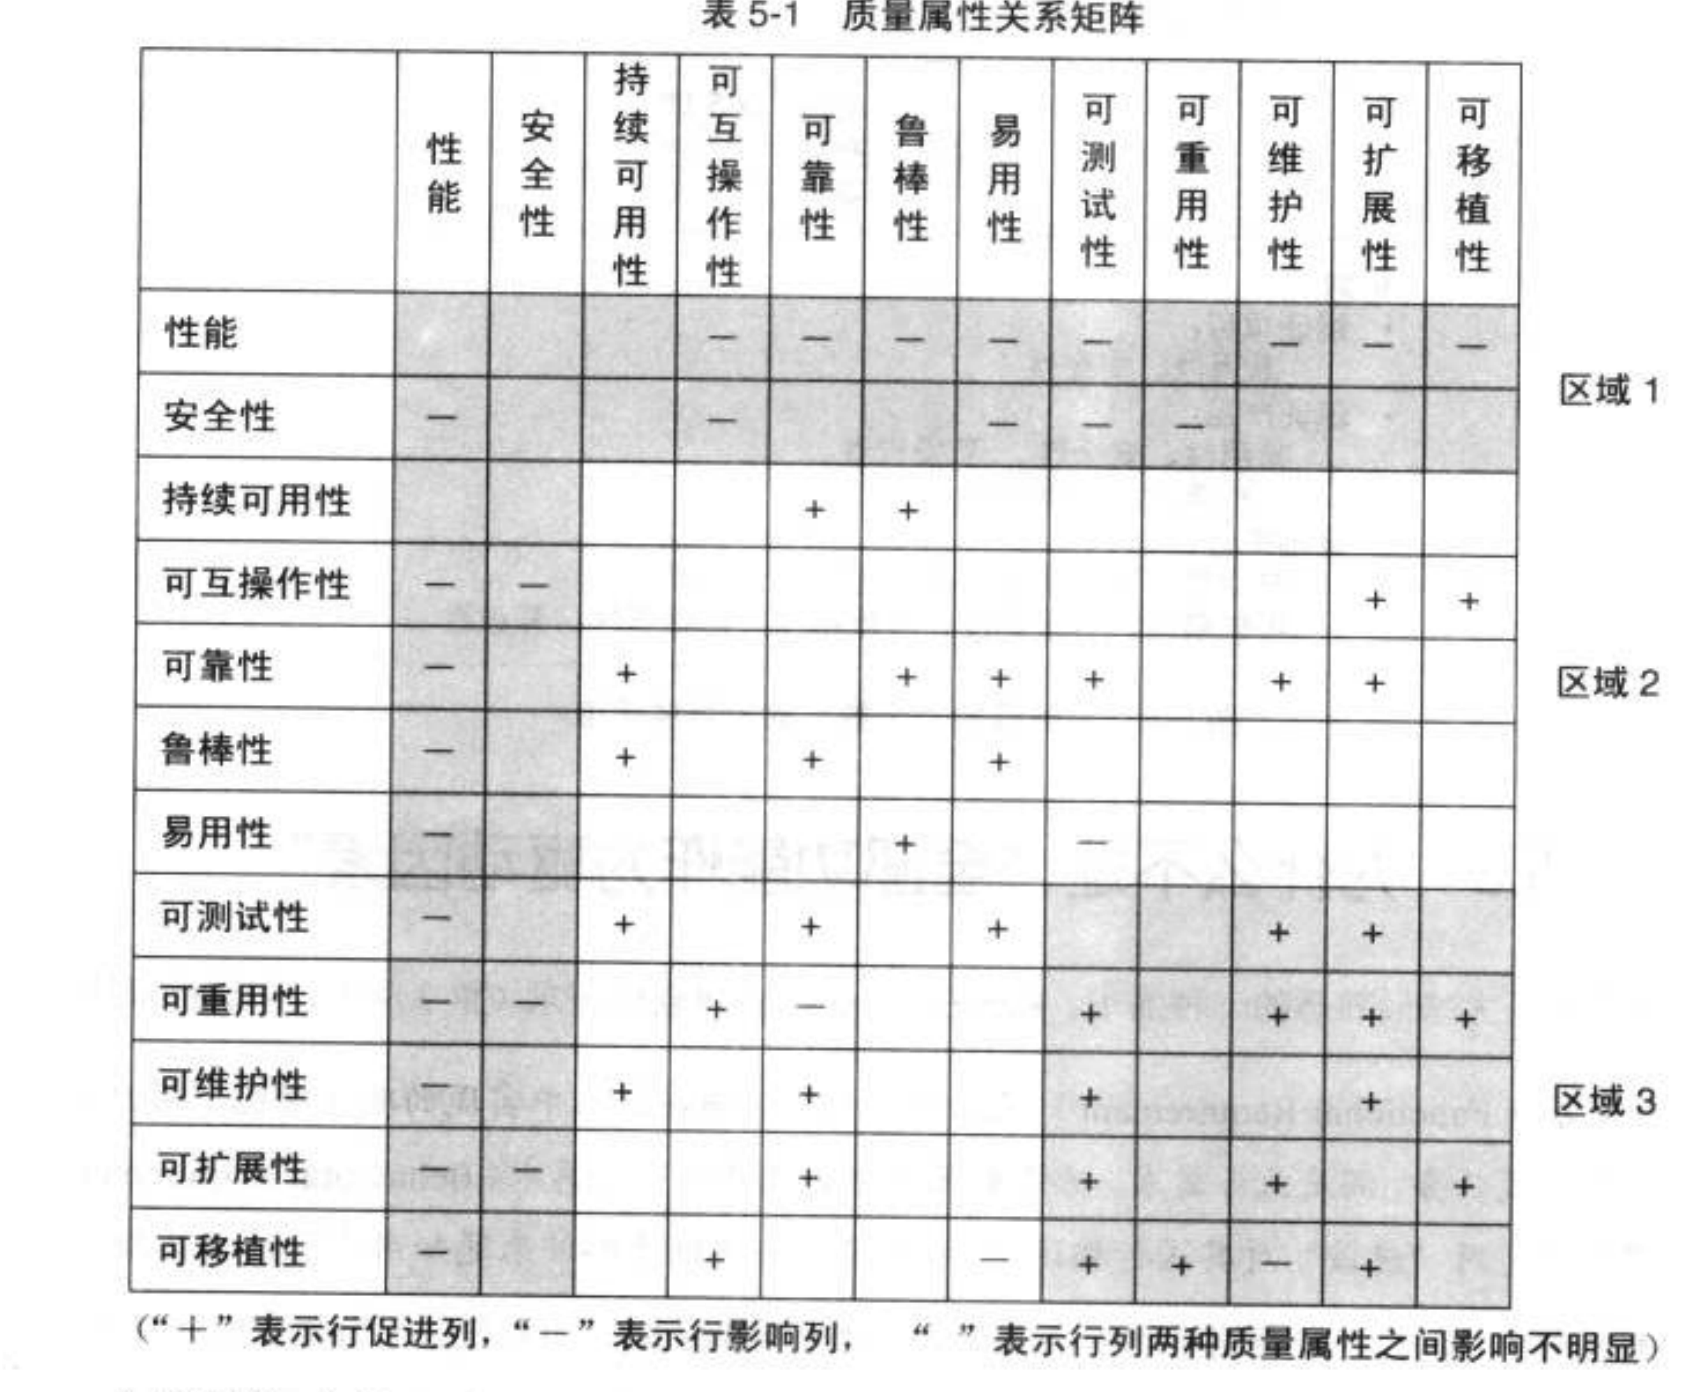 表 5-1 质量属性关系矩阵
性能 安全性 持续可用性 可互操作性 可靠性 鲁棒性 易用性 可测试性 可重用性 可维护性 可扩展性 可移植性
性能 — — — — — — — —
区域 1
安全性 — — — — —
持续可用性 + +
可互操作性 — — + +
可靠性 — + + + + + +
区域 2
鲁棒性 — + + +
易用性 — + —
可测试性 — + + + + +
可重用性 — — + — + + + +
可维护性 — + + + +
区域 3
可扩展性 — — + + + +
可移植性 — + — + + — +
（“＋”表示行促进列，“－”表示行影响列， “ ”表示行列两种质量属性之间影响不明显）